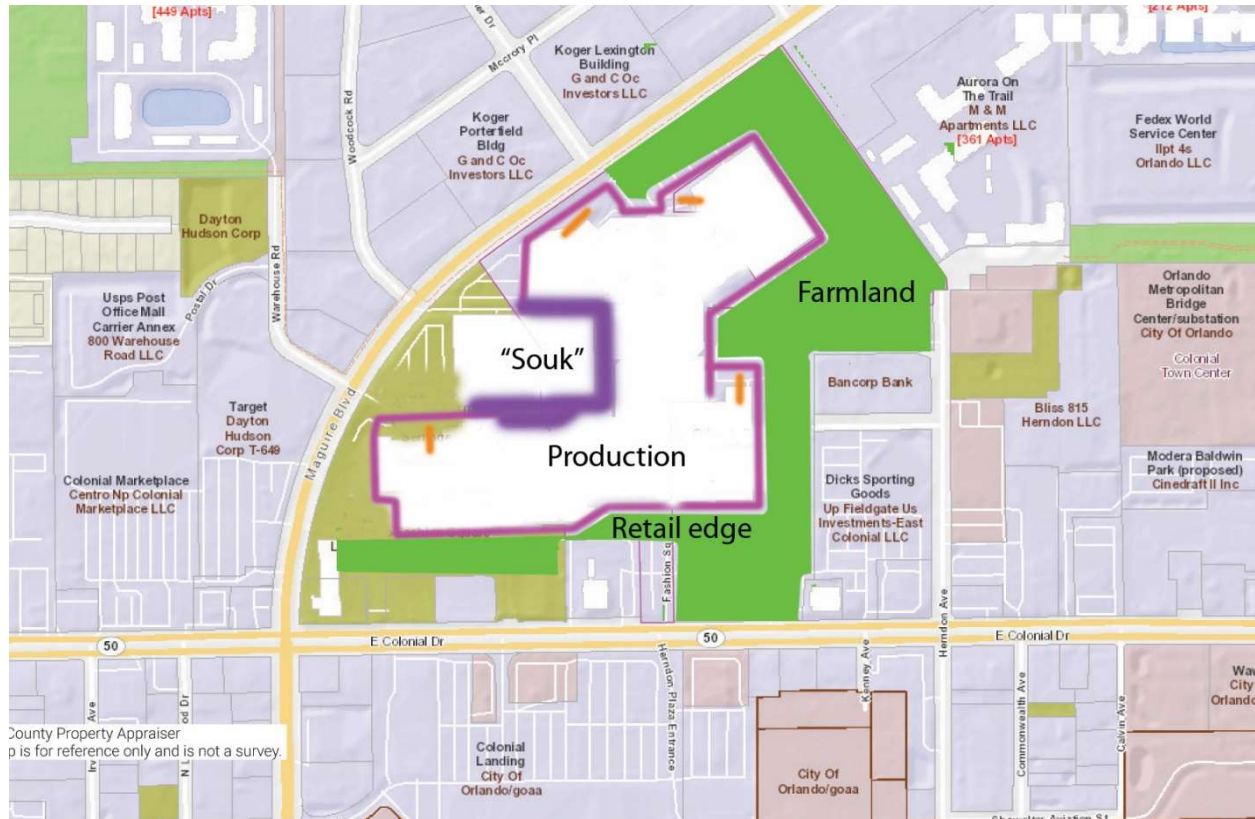 [449 Apts]
[212 Apts]
Mccrory Pl
Woodcock Rd
Koger Lexington
Building
G and C Oc
Investors LLC
Koger
Porterfield
Bldg
G and C Oc
Investors LLC
Aurora On
The Trail
M & M
Apartments LLC
[361 Apts]
Fedex World
Service Center
IIpt 4s
Orlando LLC
Dayton
Hudson Corp
Warehouse Rd
Postal Dr
Usps Post
Office Mall
Carrier Annex
800 Warehouse
Road LLC
Farmland
Orlando
Metropolitan
Bridge
Center/substation
City Of Orlando
Colonial
Town Center
"Souk"
Bancorp Bank
Maguire Blvd
Target
Dayton
Hudson
Corp T-649
Bliss 815
Herndon LLC
Production
Colonial Marketplace
Centro Np Colonial
Marketplace LLC
Dicks Sporting
Goods
Up Fieldgate Us
Investments-East
Colonial LLC
Modera Baldwin
Park (proposed)
Cinedraft II Inc
Retail edge
Fashion Sq
Herndon Ave
50
E Colonial Dr
50
E Colonial Dr
Herndon Plaza Entrance
Kenney Ave
Commonwealth Ave
Calvin Ave
City
Orlando
County Property Appraiser
p is for reference only and is not a survey.
Colonial
Landing
City Of
Orlando/goaa
City Of
Orlando/goaa